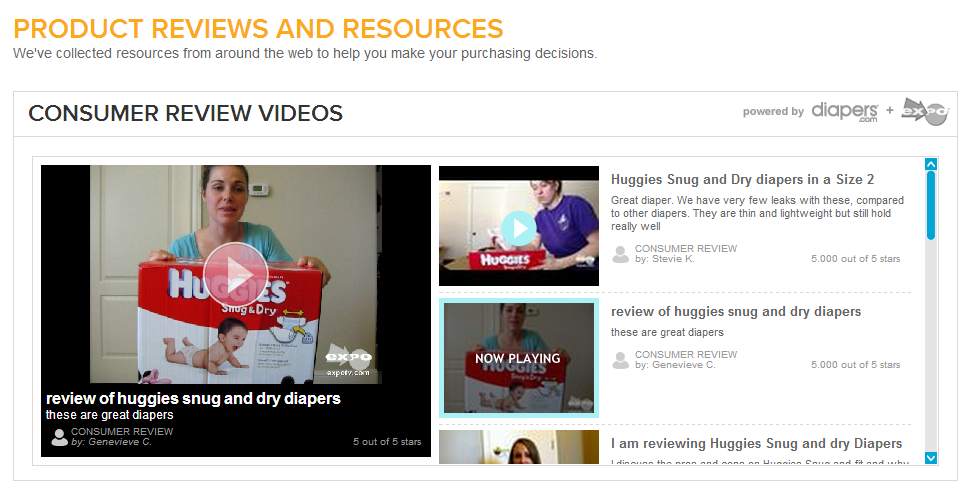 PRODUCT REVIEWS AND RESOURCES
We've collected resources from around the web to help you make your purchasing decisions.
CONSUMER REVIEW VIDEOS
powered by diapers.com + expo
HUGGIES
Snug & Dry
expo
expotv.com
review of huggies snug and dry diapers
these are great diapers
CONSUMER REVIEW
by: Genevieve C.
5 out of 5 stars
HUGGIES
Huggies Snug and Dry diapers in a Size 2
Great diaper. We have very few leaks with these, compared
to other diapers. They are thin and lightweight but still hold
really well
CONSUMER REVIEW
by: Stevie K.
5.000 out of 5 stars
NOW PLAYING
HUGGIES
review of huggies snug and dry diapers
these are great diapers
CONSUMER REVIEW
by: Genevieve C.
5.000 out of 5 stars
I am reviewing Huggies Snug and dry Diapers
I discuss the pros and cons on Huggies Snug and fit and why